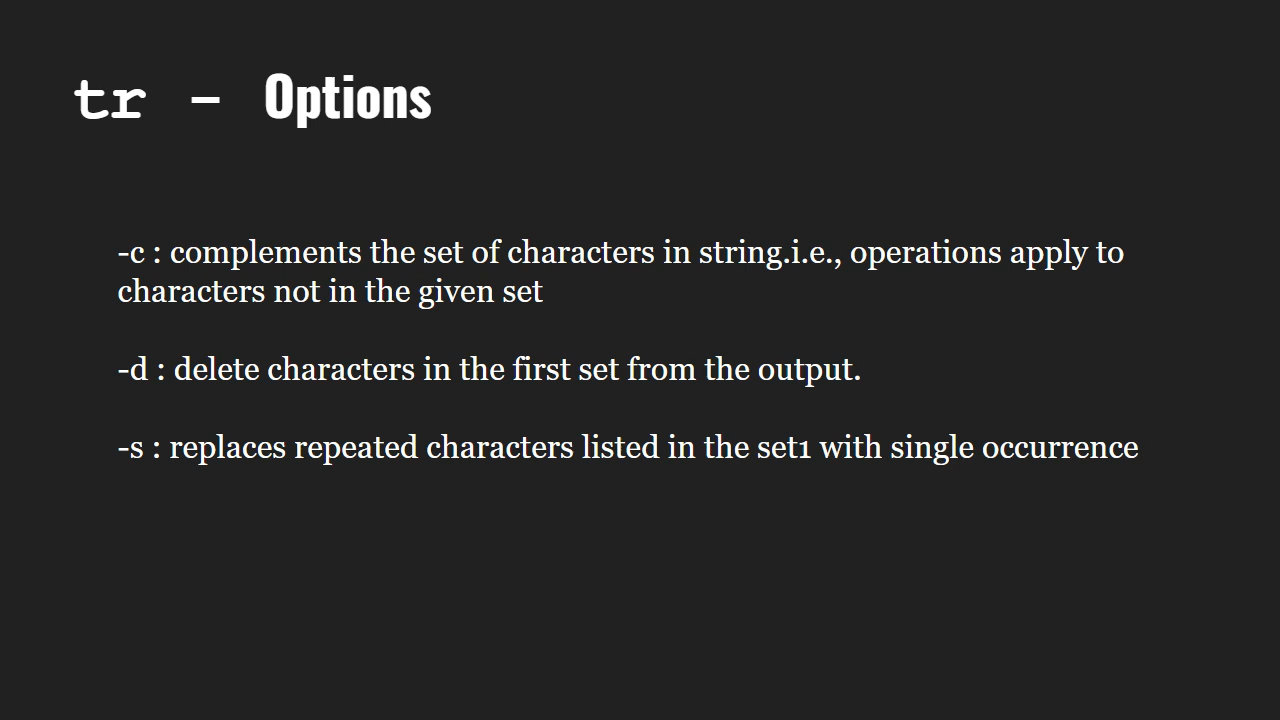 tr - Options
-c : complements the set of characters in string.i.e., operations apply to
characters not in the given set
-d : delete characters in the first set from the output.
-s : replaces repeated characters listed in the set1 with single occurrence